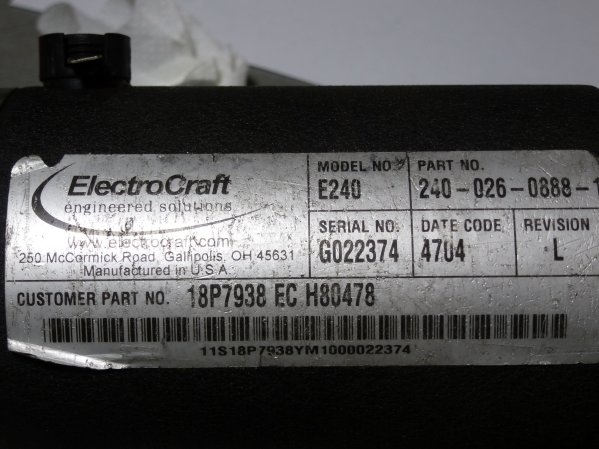 ElectroCraft
engineered solutions
www.electrocraft.com
250 McCormick Road, Gallipolis, OH 45631
Manufactured in U.S.A.
MODEL NO.
E240
PART NO.
240-026-0888-1
SERIAL NO.
G022374
DATE CODE
4704
REVISION
L
CUSTOMER PART NO. 18P7938 EC H80478
11S18P7938YM1000022374